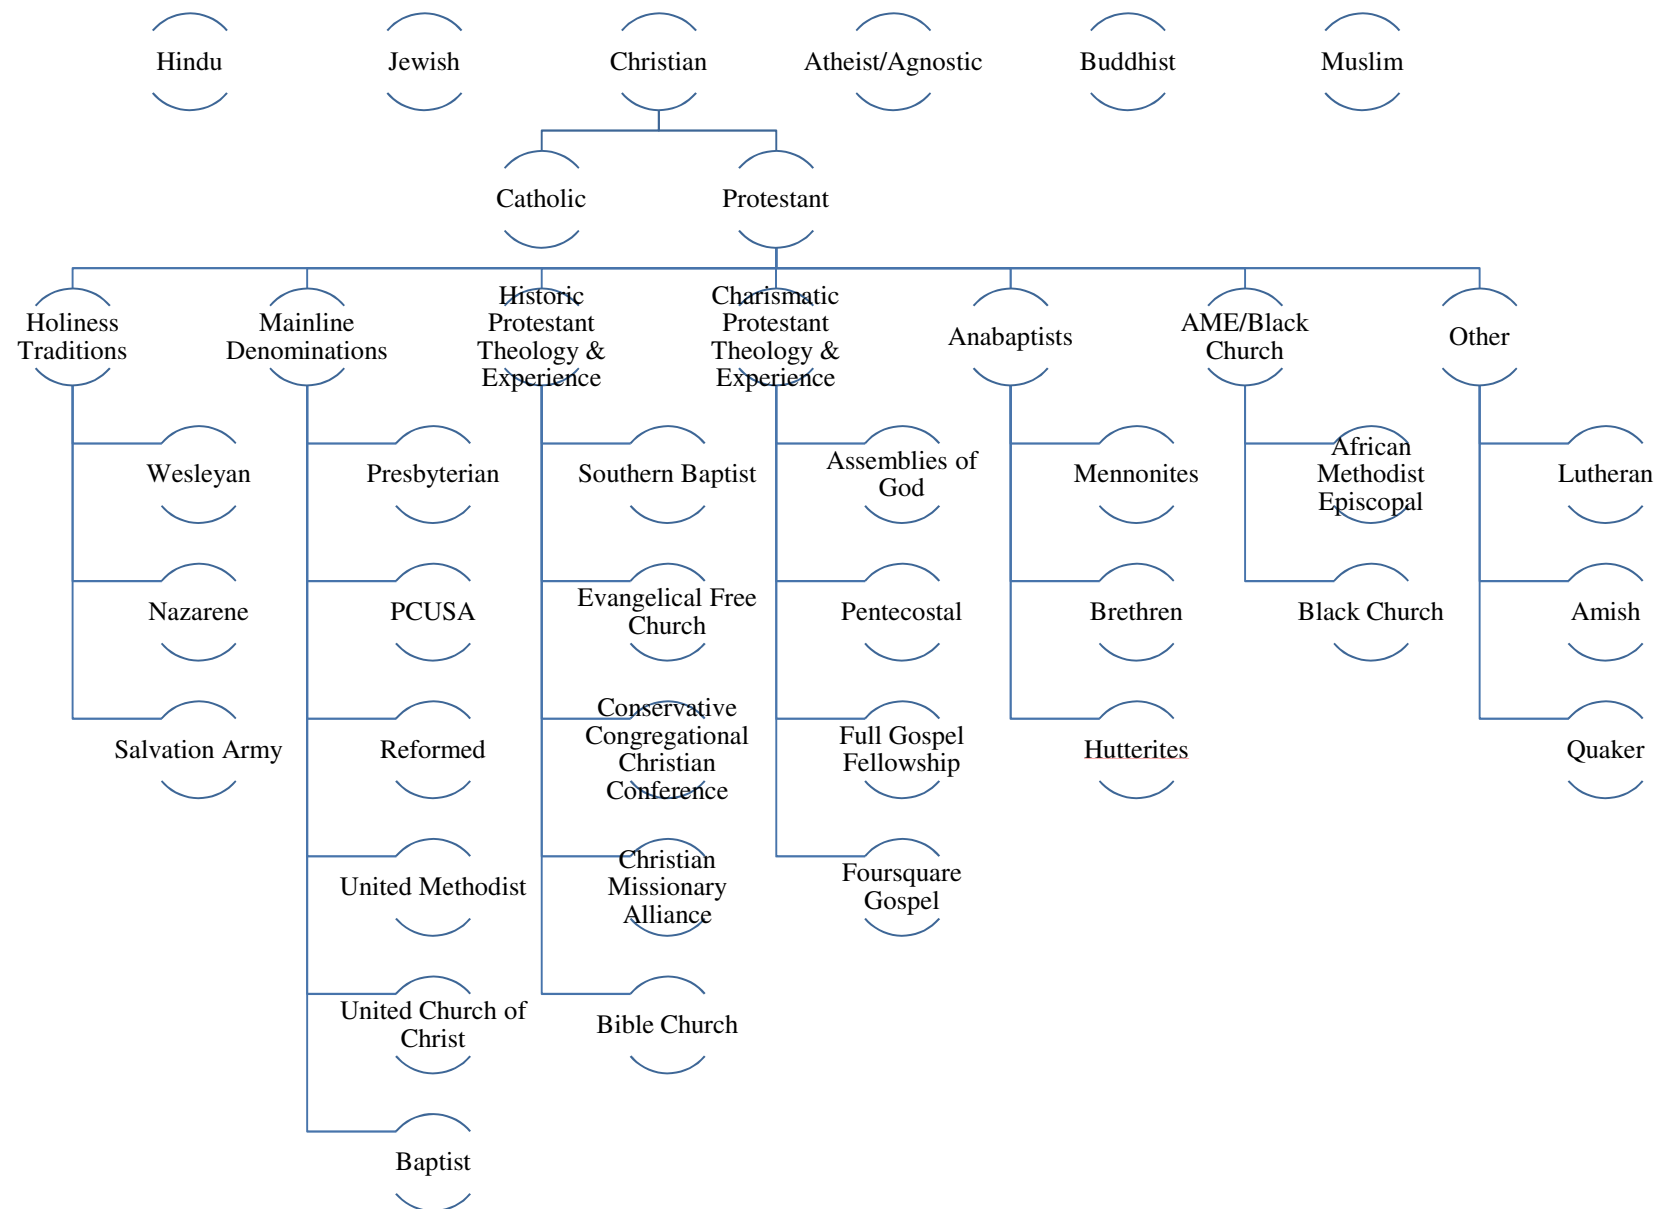 Hindu
Jewish
Christian
Atheist/Agnostic
Buddhist
Muslim
Catholic
Protestant
Holiness
Traditions
Mainline
Denominations
Historic
Protestant
Theology &
Experience
Charismatic
Protestant
Theology &
Experience
Anabaptists
AME/Black
Church
Other
Wesleyan
Nazarene
Salvation Army
Presbyterian
PCUSA
Reformed
United Methodist
United Church of
Christ
Baptist
Southern Baptist
Evangelical Free
Church
Conservative
Congregational
Christian
Conference
Christian
Missionary
Alliance
Bible Church
Assemblies of
God
Pentecostal
Full Gospel
Fellowship
Foursquare
Gospel
Mennonites
Brethren
Hutterites
African
Methodist
Episcopal
Black Church
Lutheran
Amish
Quaker